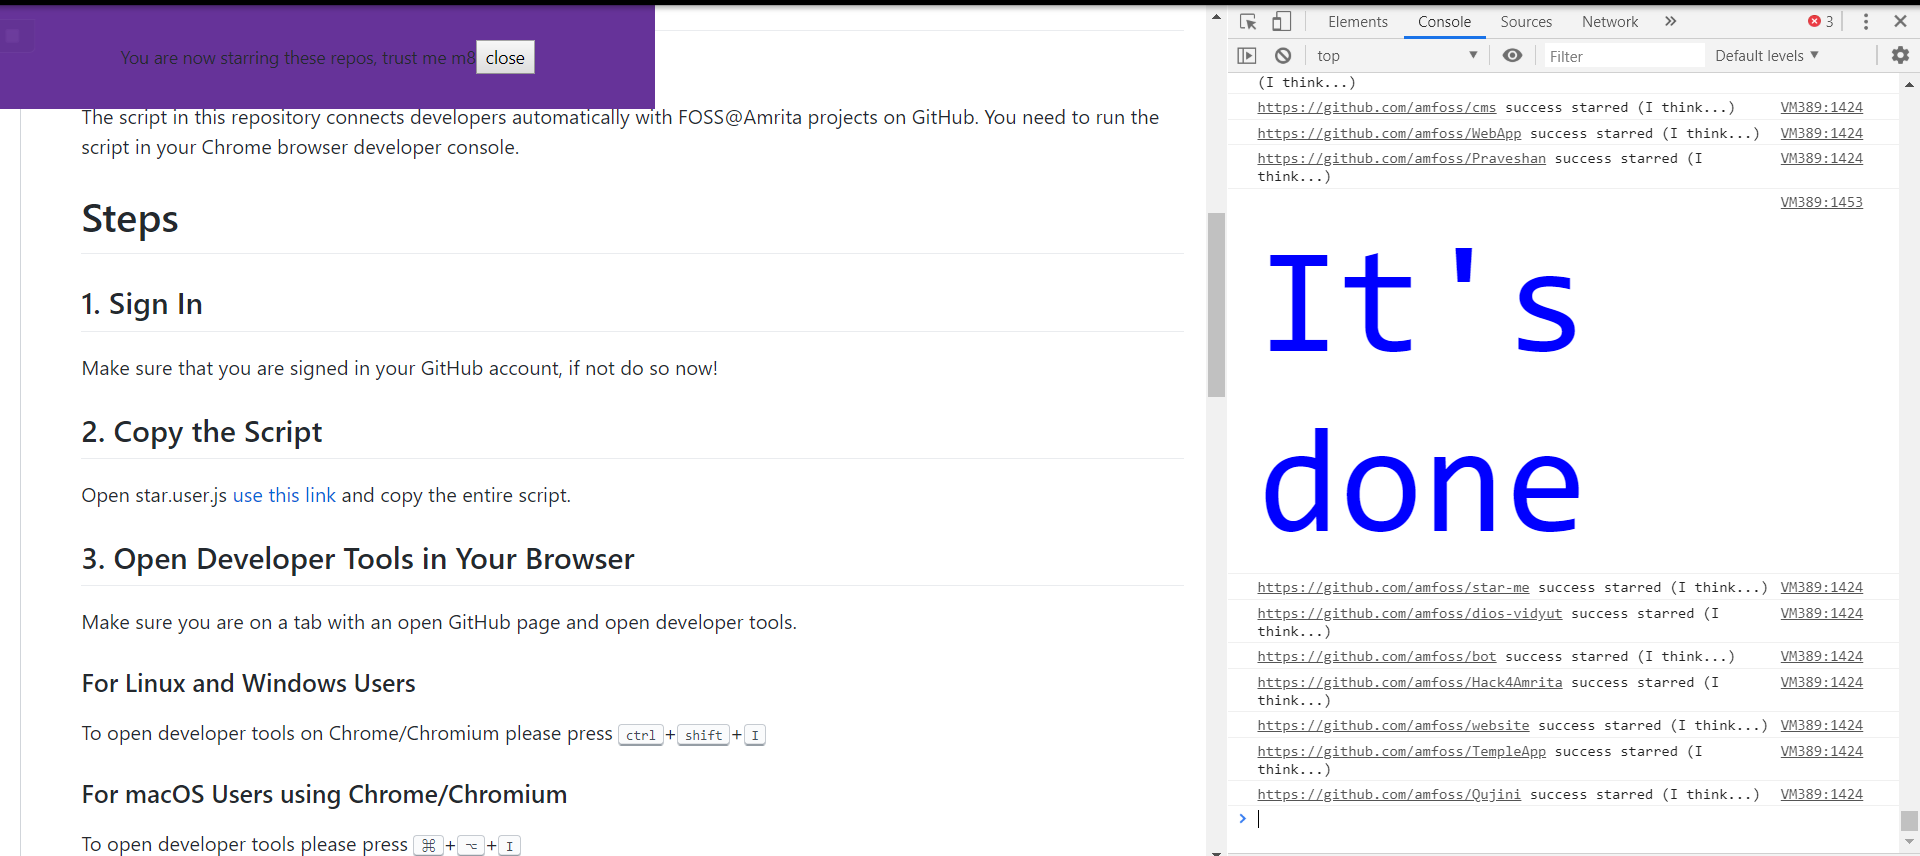 You are now starring these repos, trust me m8 close
The script in this repository connects developers automatically with FOSS@Amrita projects on GitHub. You need to run the
script in your Chrome browser developer console.
Steps
1. Sign In
Make sure that you are signed in your GitHub account, if not do so now!
2. Copy the Script
Open star.user.js use this link and copy the entire script.
3. Open Developer Tools in Your Browser
Make sure you are on a tab with an open GitHub page and open developer tools.
For Linux and Windows Users
To open developer tools on Chrome/Chromium please press ctrl+shift+I
For macOS Users using Chrome/Chromium
To open developer tools please press ⌘+⌥+I
Elements Console Sources Network » 3
top Filter Default levels ▼
(I think...)
https://github.com/amfoss/cms success starred (I think...) VM389:1424
https://github.com/amfoss/WebApp success starred (I think...) VM389:1424
https://github.com/amfoss/Praveshan success starred (I VM389:1424
think...)
VM389:1453
It's
done
https://github.com/amfoss/star-me success starred (I think...) VM389:1424
https://github.com/amfoss/dios-vidyut success starred (I VM389:1424
think...)
https://github.com/amfoss/bot success starred (I think...) VM389:1424
https://github.com/amfoss/Hack4Amrita success starred (I VM389:1424
think...)
https://github.com/amfoss/website success starred (I think...) VM389:1424
https://github.com/amfoss/TempleApp success starred (I VM389:1424
think...)
https://github.com/amfoss/Qujini success starred (I think...) VM389:1424
>